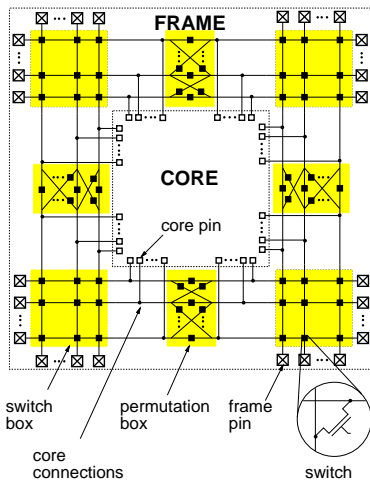 FRAME
CORE
core pin
switch
box
permutation
box
frame
pin
core
connections
switch